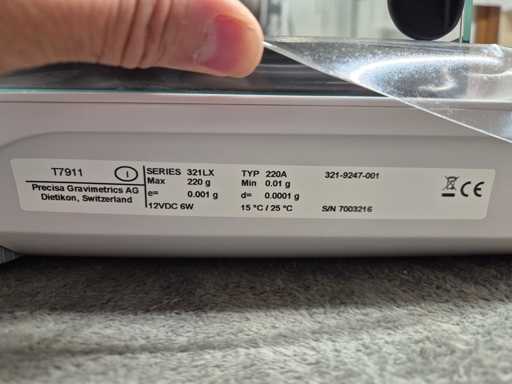 T7911 I
Precisa Gravimetrics AG
Dietikon, Switzerland
SERIES 321LX TYP 220A 321-9247-001
Max 220 g Min 0.01 g
e= 0.001 g d= 0.0001 g
12VDC 6W 15 °C / 25 °C S/N 7003216
CE